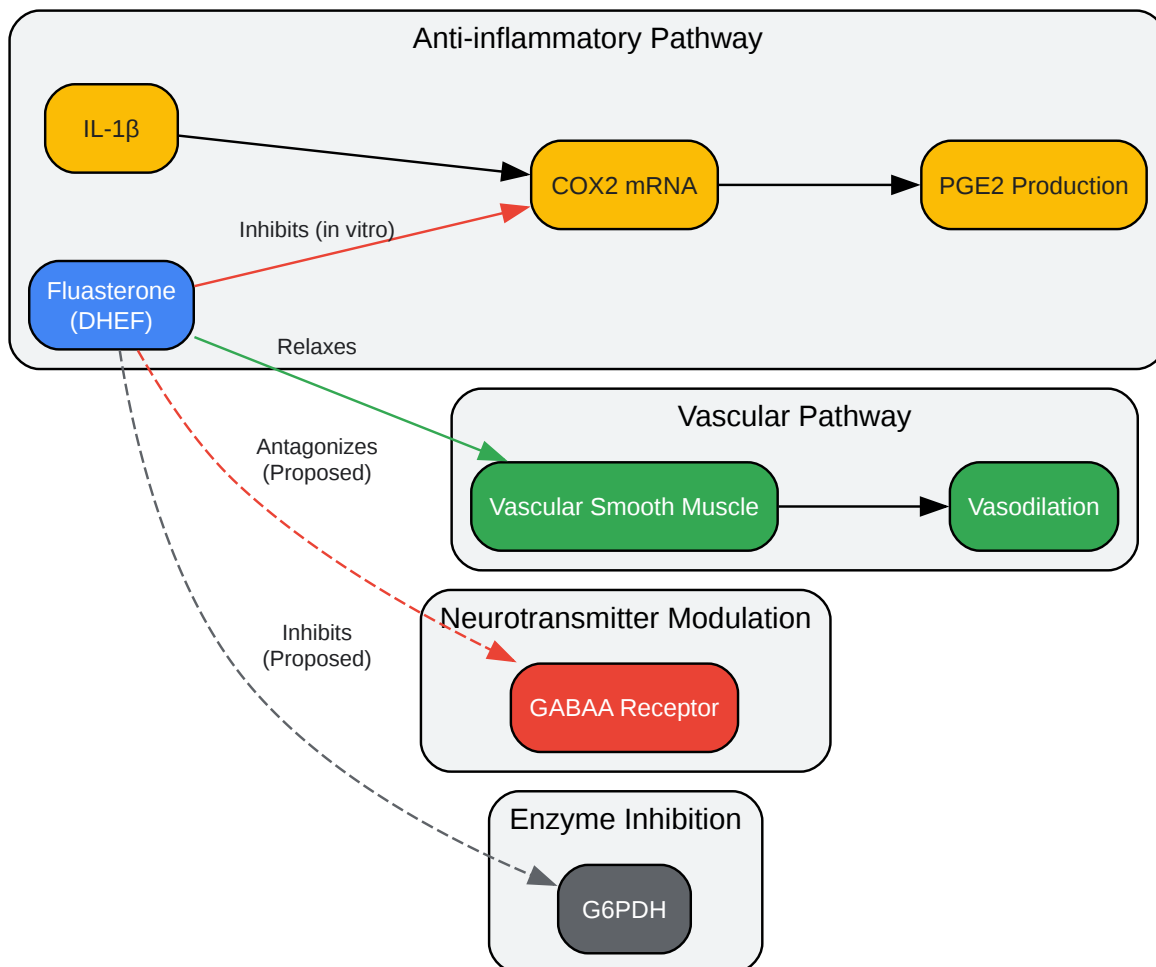 Anti-inflammatory Pathway
IL-1β
COX2 mRNA
PGE2 Production
Inhibits (in vitro)
Fluasterone
(DHEF)
Relaxes
Vascular Pathway
Antagonizes
(Proposed)
Vascular Smooth Muscle
Vasodilation
Neurotransmitter Modulation
Inhibits
(Proposed)
GABAA Receptor
Enzyme Inhibition
G6PDH